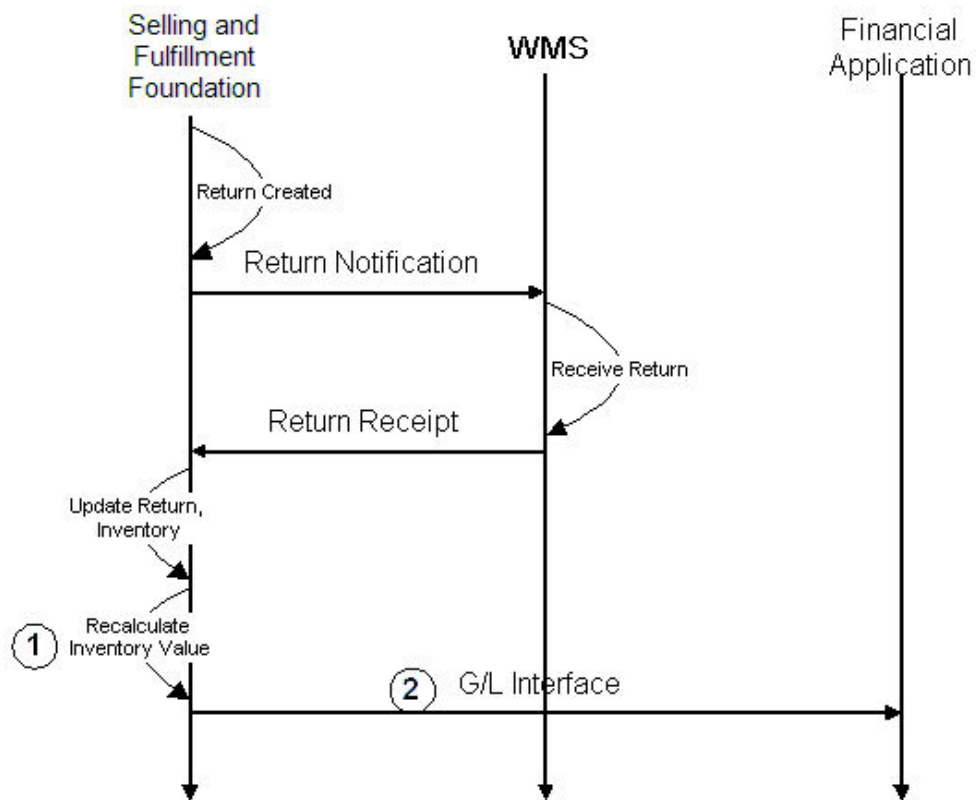 Selling and
Fulfillment
Foundation
WMS
Financial
Application
Return Created
Return Notification
Receive Return
Return Receipt
Update Return,
Inventory
1
Recalculate
Inventory Value
2
G/L Interface